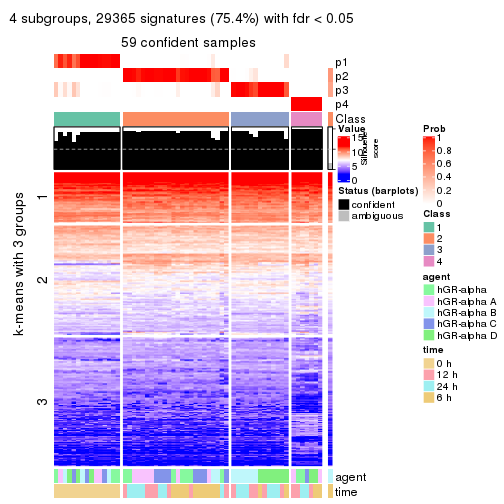 4 subgroups, 29365 signatures (75.4%) with fdr < 0.05
59 confident samples
p1
p2
p3
p4
Class
Silhouette
score
k-means with 3 groups
1
2
3
agent
time
Value
15
10
5
0
Status (barplots)
confident
ambiguous
Prob
1
0.8
0.6
0.4
0.2
0
Class
1
2
3
4
agent
hGR-alpha
hGR-alpha A
hGR-alpha B
hGR-alpha C
hGR-alpha D
time
0 h
12 h
24 h
6 h